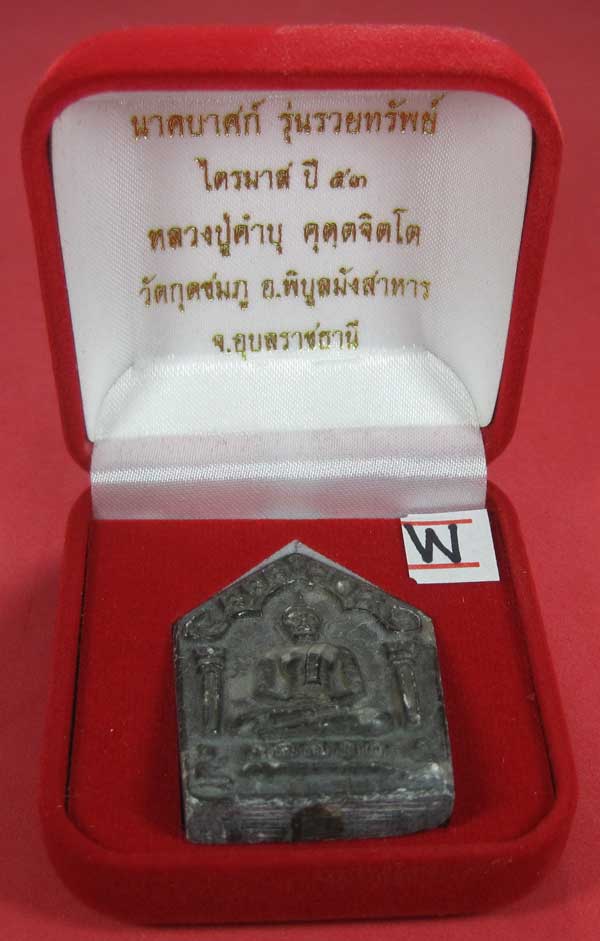 นาคบาศก์ รุ่นรวยทรัพย์
ไตรมาส ปี ๕๓
หลวงปู่คำบุ คุตฺตจิตฺโต
วัดกุดชมภู อ.พิบูลมังสาหาร
จ.อุบลราชธานี
W